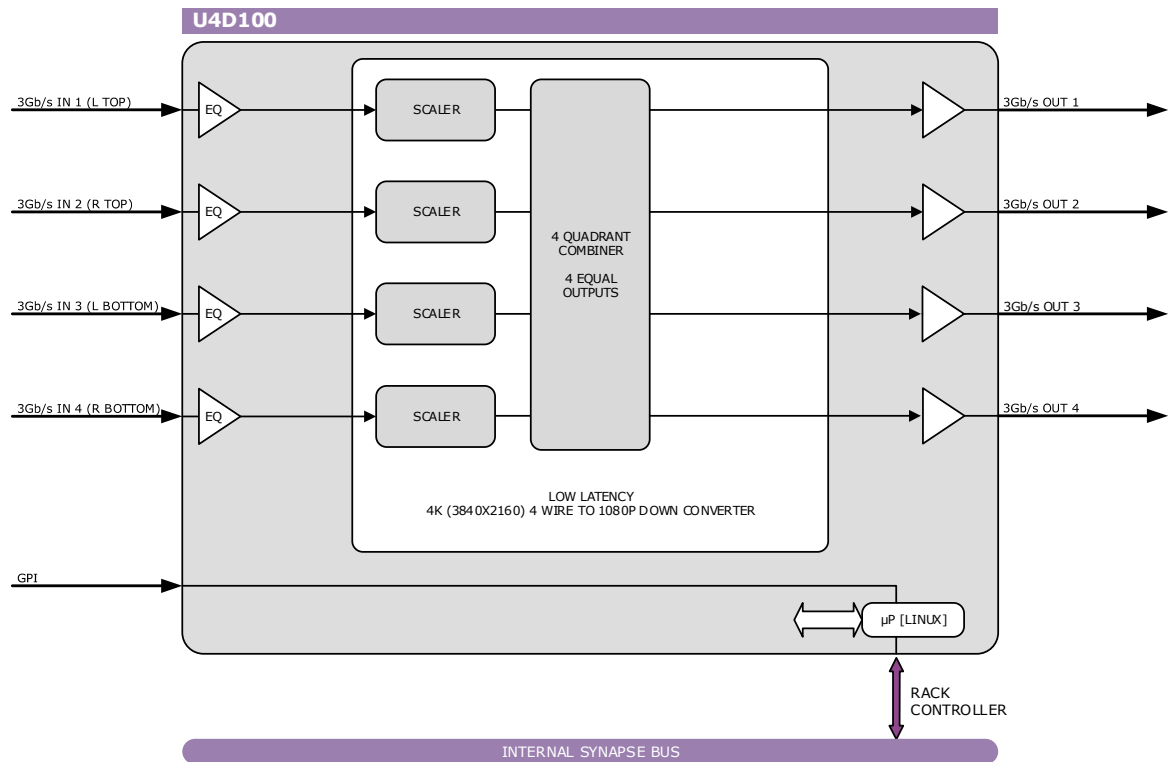 U4D100
3Gb/s IN 1 (L TOP)
EQ
SCALER
3Gb/s OUT 1
3Gb/s IN 2 (R TOP)
EQ
SCALER
3Gb/s OUT 2
4 QUADRANT
COMBINER
4 EQUAL
OUTPUTS
3Gb/s IN 3 (L BOTTOM)
EQ
SCALER
3Gb/s OUT 3
3Gb/s IN 4 (R BOTTOM)
EQ
SCALER
3Gb/s OUT 4
LOW LATENCY
4K (3840X2160) 4 WIRE TO 1080P DOWN CONVERTER
GPI
µP [LINUX]
RACK
CONTROLLER
INTERNAL SYNAPSE BUS